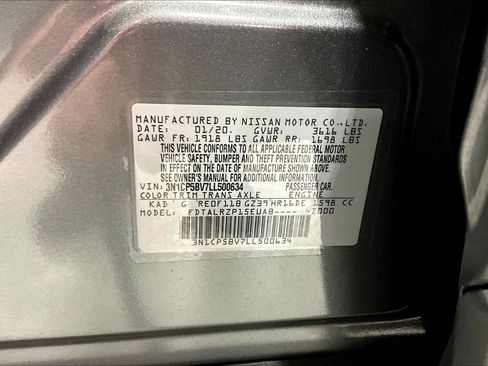 MANUFACTURED BY NISSAN MOTOR CO.,LTD.
DATE: 01/20. GVWR: 3616 LBS
GAWR FR: 1918 LBS GAWR RR: 1698 LBS
THIS VEHICLE CONFORMS TO ALL APPLICABLE FEDERAL MOTOR
VEHICLE SAFETY, BUMPER AND THEFT PREVENTION STANDARDS
IN EFFECT ON THE DATE OF MANUFACTURE SHOWN ABOVE.
SEE OWNER'S MANUAL FOR ADDITIONAL INFORMATION
VIN: 3N1CP5BV7LL500634 PASSENGER CAR.
COLOR TRIM TRANS AXLE ENGINE
KAD G RE0F11B GZ39 HR16DE 1598 CC
MODEL: FDTALRZP15EUA8---- 4Z000
3N1CP5BV7LL500634